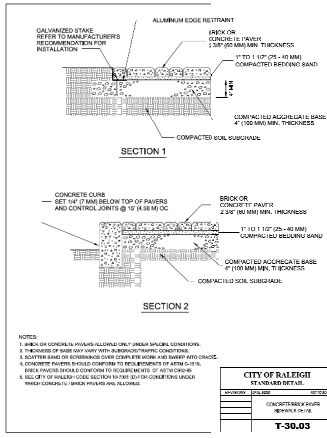 ALUMINUM EDGE RESTRAINT
GALVANIZED STAKE
REFER TO MANUFACTURER'S
RECOMMENDATION FOR
INSTALLATION
BRICK OR
CONCRETE PAVER
2 3/8" (60 MM) MIN. THICKNESS
1" TO 1 1/2" (25 - 40 MM)
COMPACTED BEDDING SAND
4" MIN
COMPACTED AGGREGATE BASE
4" (100 MM) MIN. THICKNESS
COMPACTED SOIL SUBGRADE
SECTION 1
CONCRETE CURB
SET 1/4" (7 MM) BELOW TOP OF PAVERS
AND CONTROL JOINTS @ 15' (4.58 M) OC
BRICK OR
CONCRETE PAVER
2 3/8" (60 MM) MIN. THICKNESS
1" TO 1 1/2" (25 - 40 MM)
COMPACTED BEDDING SAND
COMPACTED AGGREGATE BASE
4" (100 MM) MIN. THICKNESS
COMPACTED SOIL SUBGRADE
SECTION 2
NOTES:
1. BRICK OR CONCRETE PAVERS ALLOWED ONLY UNDER SPECIAL CONDITIONS.
2. THICKNESS OF BASE MAY VARY WITH SUBGRADE/TRAFFIC CONDITIONS.
3. SCATTER SAND OR SCREENINGS OVER COMPLETE WORK AND SWEEP INTO CRACKS.
4. CONCRETE PAVERS SHOULD CONFORM TO REQUIREMENTS OF ASTM
BRICK PAVERS SHOULD CONFORM TO REQUIREMENTS OF ASTM
5. SEE CITY OF RALEIGH CODE SECTION FOR CONDITIONS UNDER
WHICH CONCRETE / BRICK PAVERS ARE ALLOWED.
CITY OF RALEIGH
STANDARD DETAIL
CONCRETE/BRICK PAVER
SIDEWALK DETAIL
T-30.03